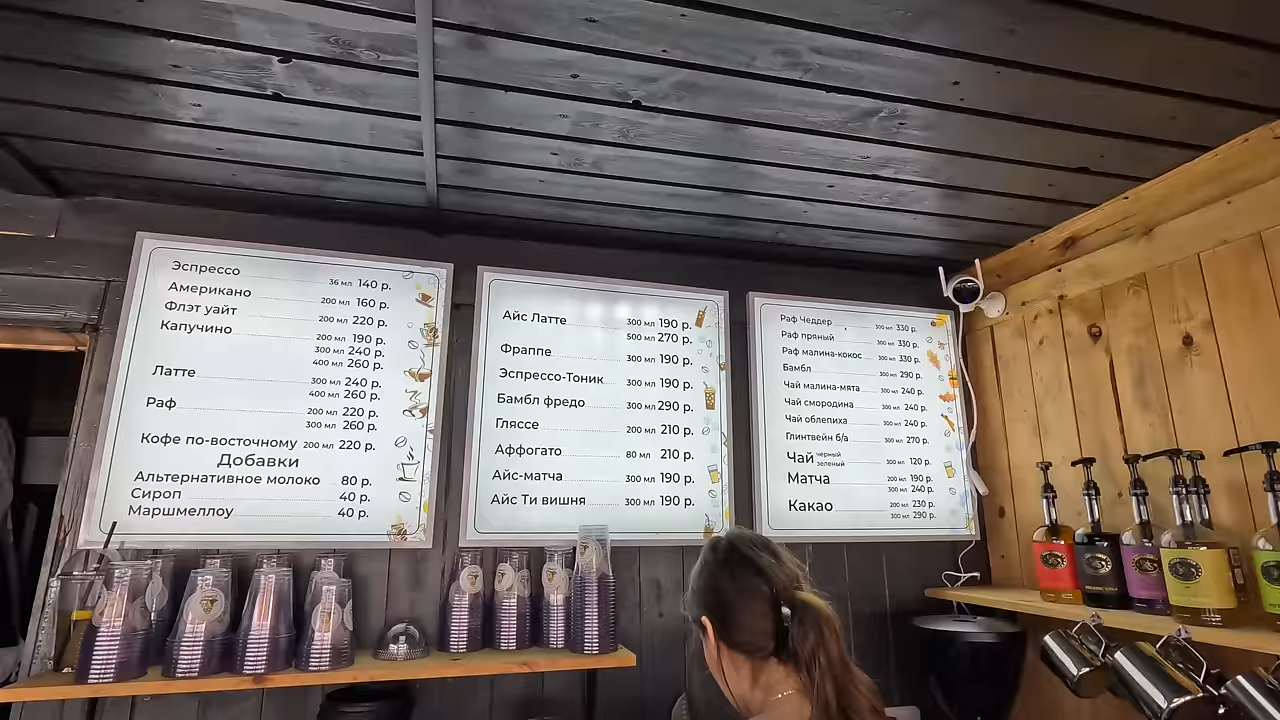 Эспрессо 36 мл 140 р.
Американо 200 мл 160 р.
Флэт уайт 200 мл 220 р.
Капучино 200 мл 190 р.
300 мл 240 р.
400 мл 260 р.
Латте 300 мл 240 р.
400 мл 260 р.
Раф 200 мл 220 р.
300 мл 260 р.
Кофе по-восточному 200 мл 220 р.
Добавки
Альтернативное молоко 80 р.
Сироп 40 р.
Маршмеллоу 40 р.
Айс Латте 300 мл 190 р.
500 мл 270 р.
Фраппе 300 мл 190 р.
Эспрессо-Тоник 300 мл 190 р.
Бамбл фредо 300 мл 290 р.
Гляссе 200 мл 210 р.
Аффогато 80 мл 210 р.
Айс-матча 300 мл 190 р.
Айс Ти вишня 300 мл 190 р.
Раф Чеддер 300 мл 330 р.
Раф пряный 300 мл 330 р.
Раф малина-кокос 300 мл 330 р.
Бамбл 300 мл 290 р.
Чай малина-мята 300 мл 240 р.
Чай смородина 300 мл 240 р.
Чай облепиха 300 мл 240 р.
Глинтвейн б/а 300 мл 270 р.
Чай черный зеленый 300 мл 120 р.
Матча 200 мл 190 р.
300 мл 240 р.
Какао 200 мл 230 р.
300 мл 290 р.